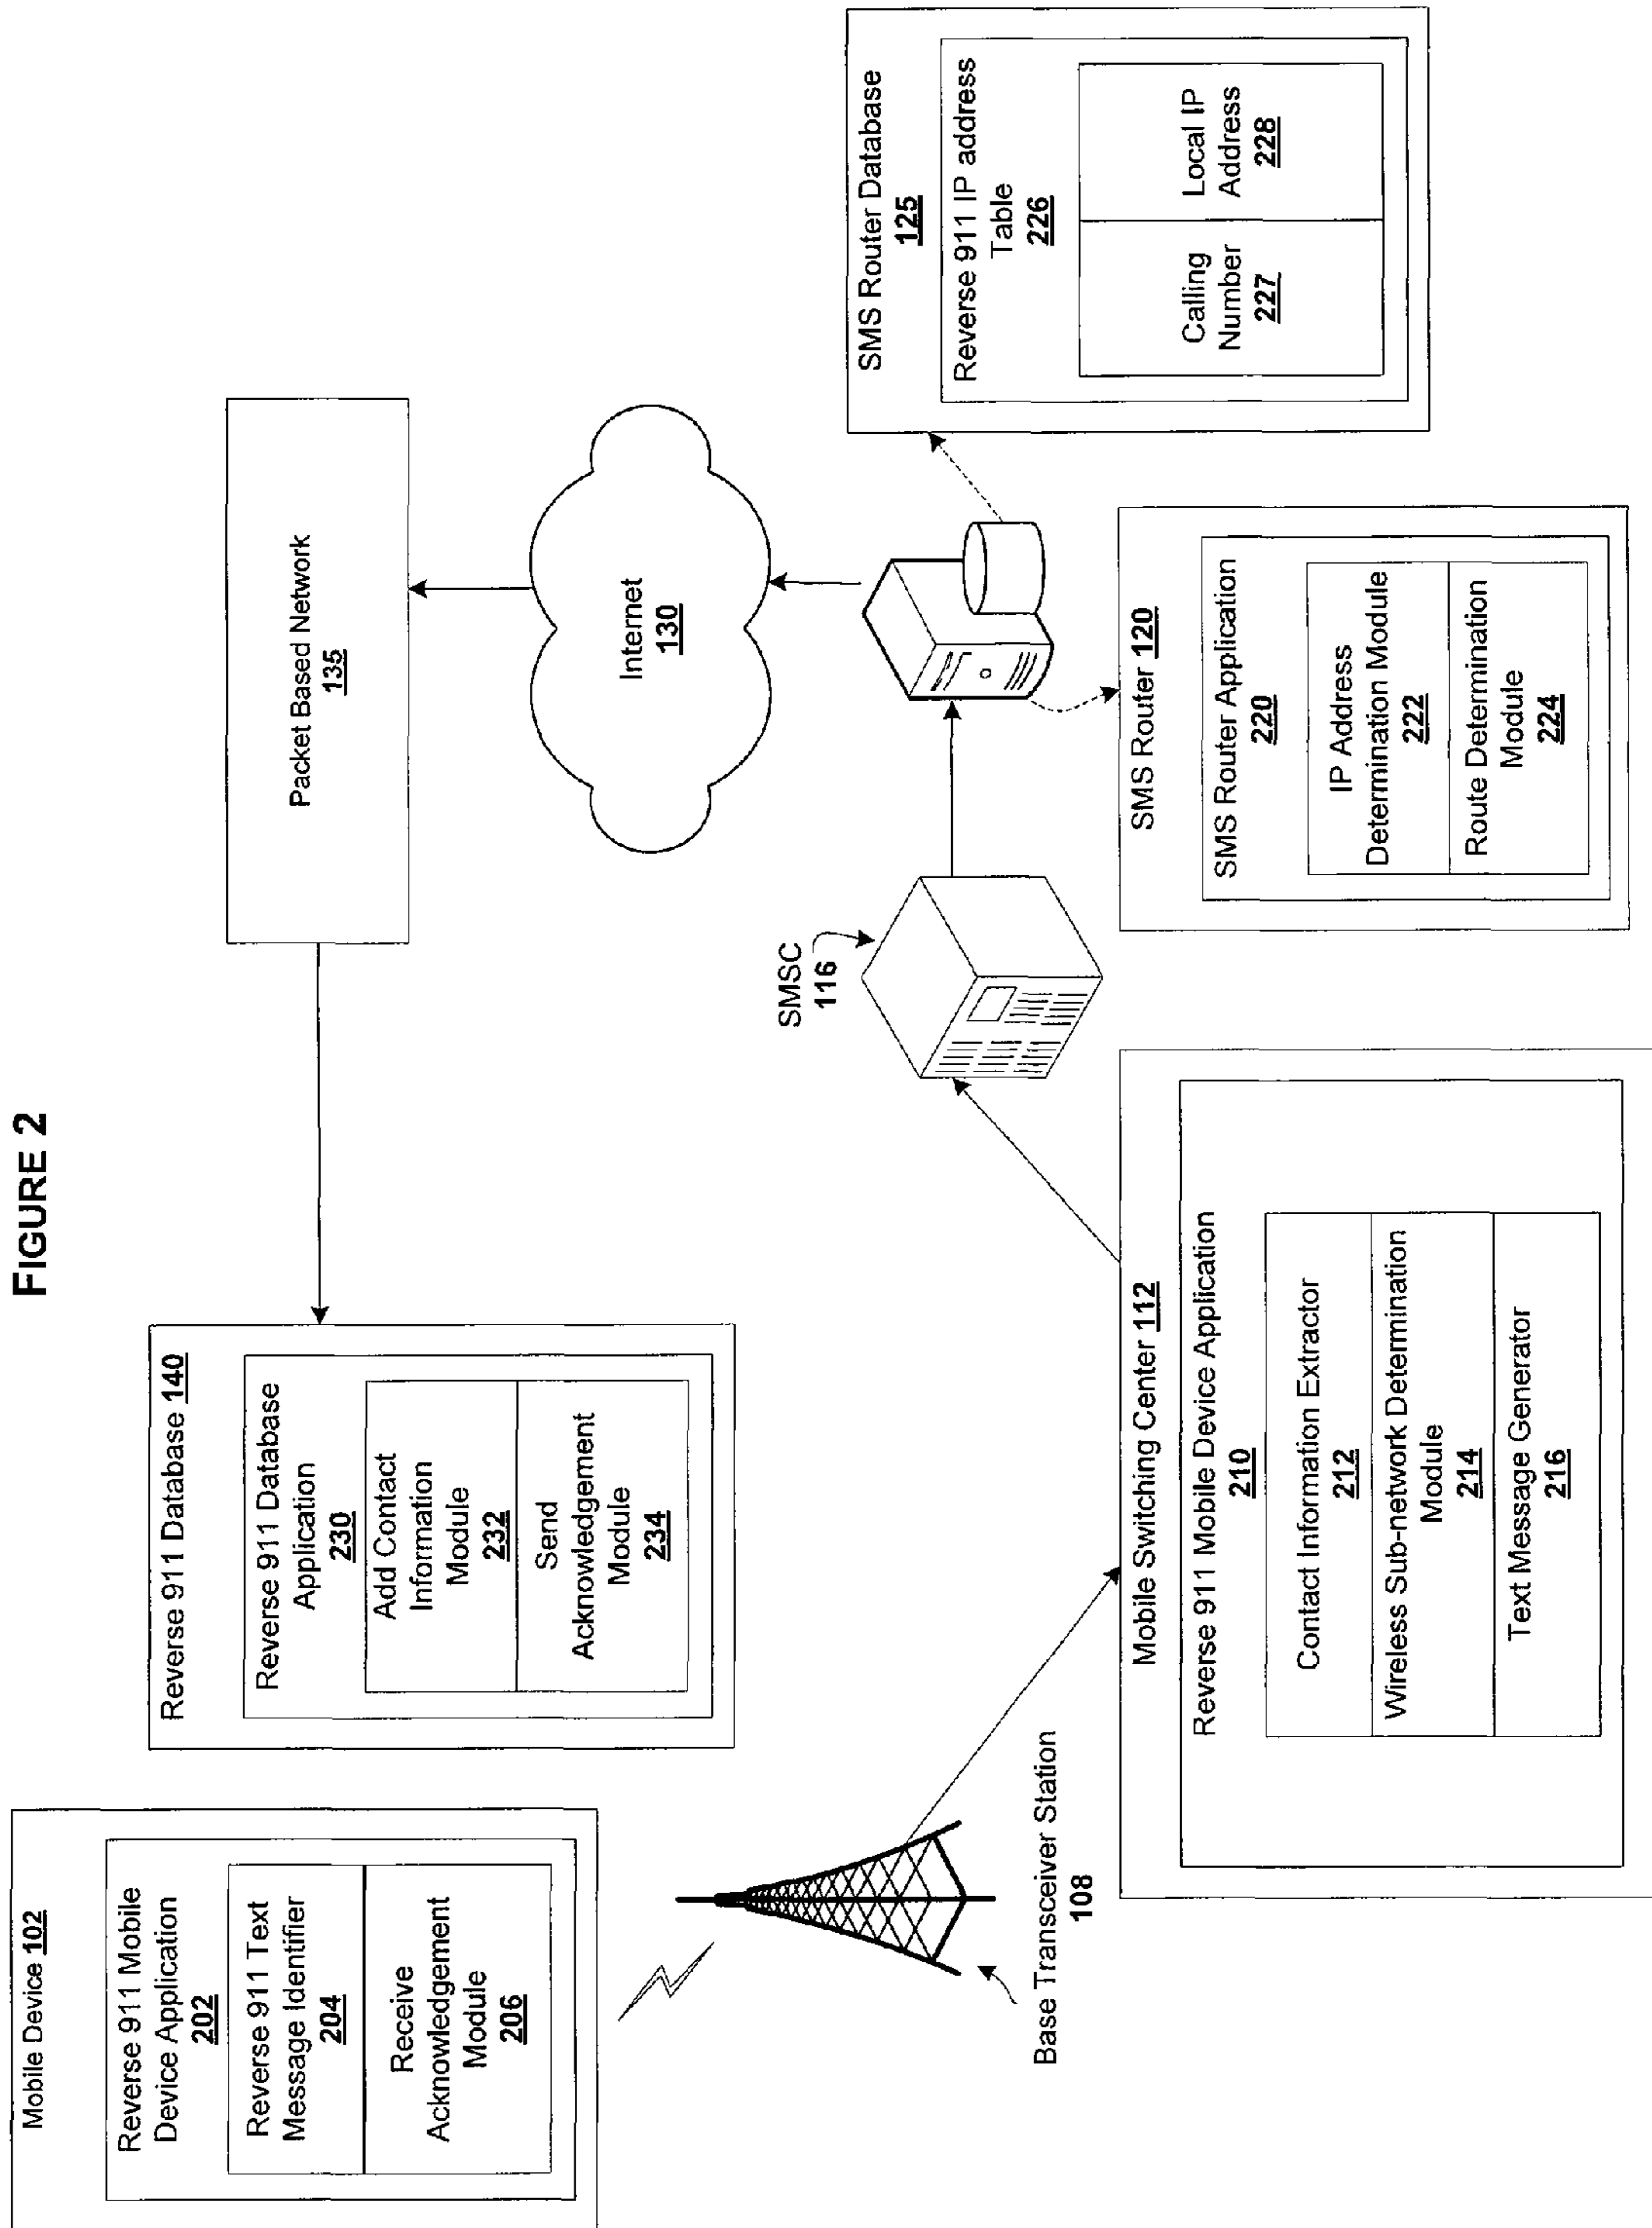 FIGURE 2
Mobile Device 102
Reverse 911 Mobile
Device Application
202
Reverse 911 Text
Message Identifier
204
Receive
Acknowledgement
Module
206
Reverse 911 Database 140
Reverse 911 Database
Application
230
Add Contact
Information
Module
232
Send
Acknowledgement
Module
234
Packet Based Network
135
Internet
130
Base Transceiver Station
108
SMSC
116
SMS Router Database
125
Reverse 911 IP address
Table
226
Calling
Number
227
Local IP
Address
228
Mobile Switching Center 112
Reverse 911 Mobile Device Application
210
Contact Information Extractor
212
Wireless Sub-network Determination
Module
214
Text Message Generator
216
SMS Router 120
SMS Router Application
220
IP Address
Determination Module
222
Route Determination
Module
224